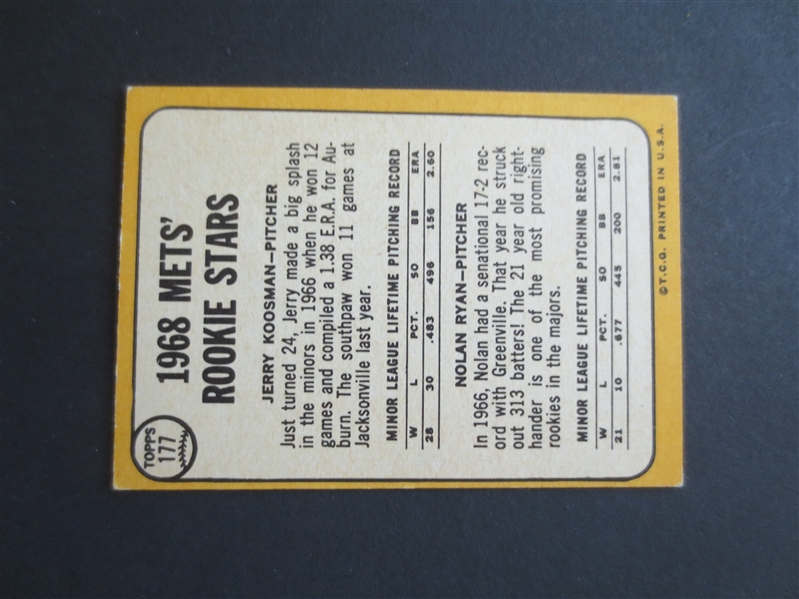 TOPPS
177
1968 METS'
ROOKIE STARS
JERRY KOOSMAN—PITCHER
Just turned 24, Jerry made a big splash
in the minors in 1966 when he won 12
games and compiled a 1.38 E.R.A. for Au-
burn. The southpaw won 11 games at
Jacksonville last year.
MINOR LEAGUE LIFETIME PITCHING RECORD
W L PCT. SO BB ERA
28 30 .483 496 156 2.60
NOLAN RYAN—PITCHER
In 1966, Nolan had a senational 17-2 rec-
ord with Greenville. That year he struck
out 313 batters! The 21 year old right-
hander is one of the most promising
rookies in the majors.
MINOR LEAGUE LIFETIME PITCHING RECORD
W L PCT. SO BB ERA
21 10 .677 445 200 2.81
©T.C.G. PRINTED IN U.S.A.